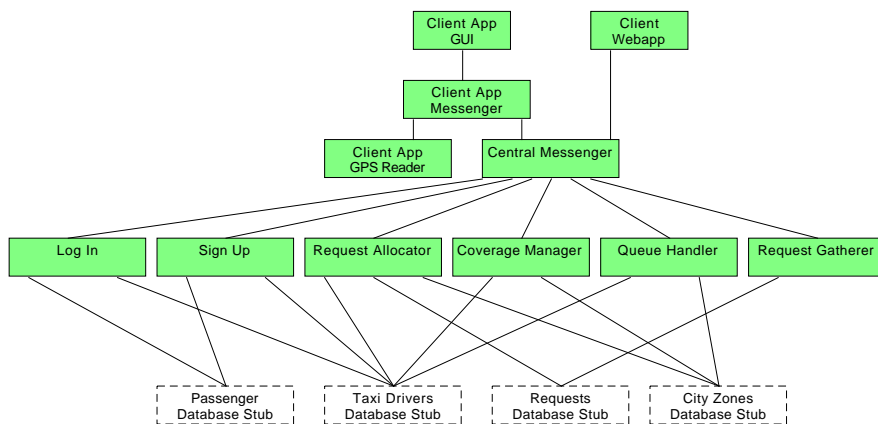 Client App
GUI
Client
Webapp
Client App
Messenger
Client App
GPS Reader
Central Messenger
Log In
Sign Up
Request Allocator
Coverage Manager
Queue Handler
Request Gatherer
Passenger
Database Stub
Taxi Drivers
Database Stub
Requests
Database Stub
City Zones
Database Stub